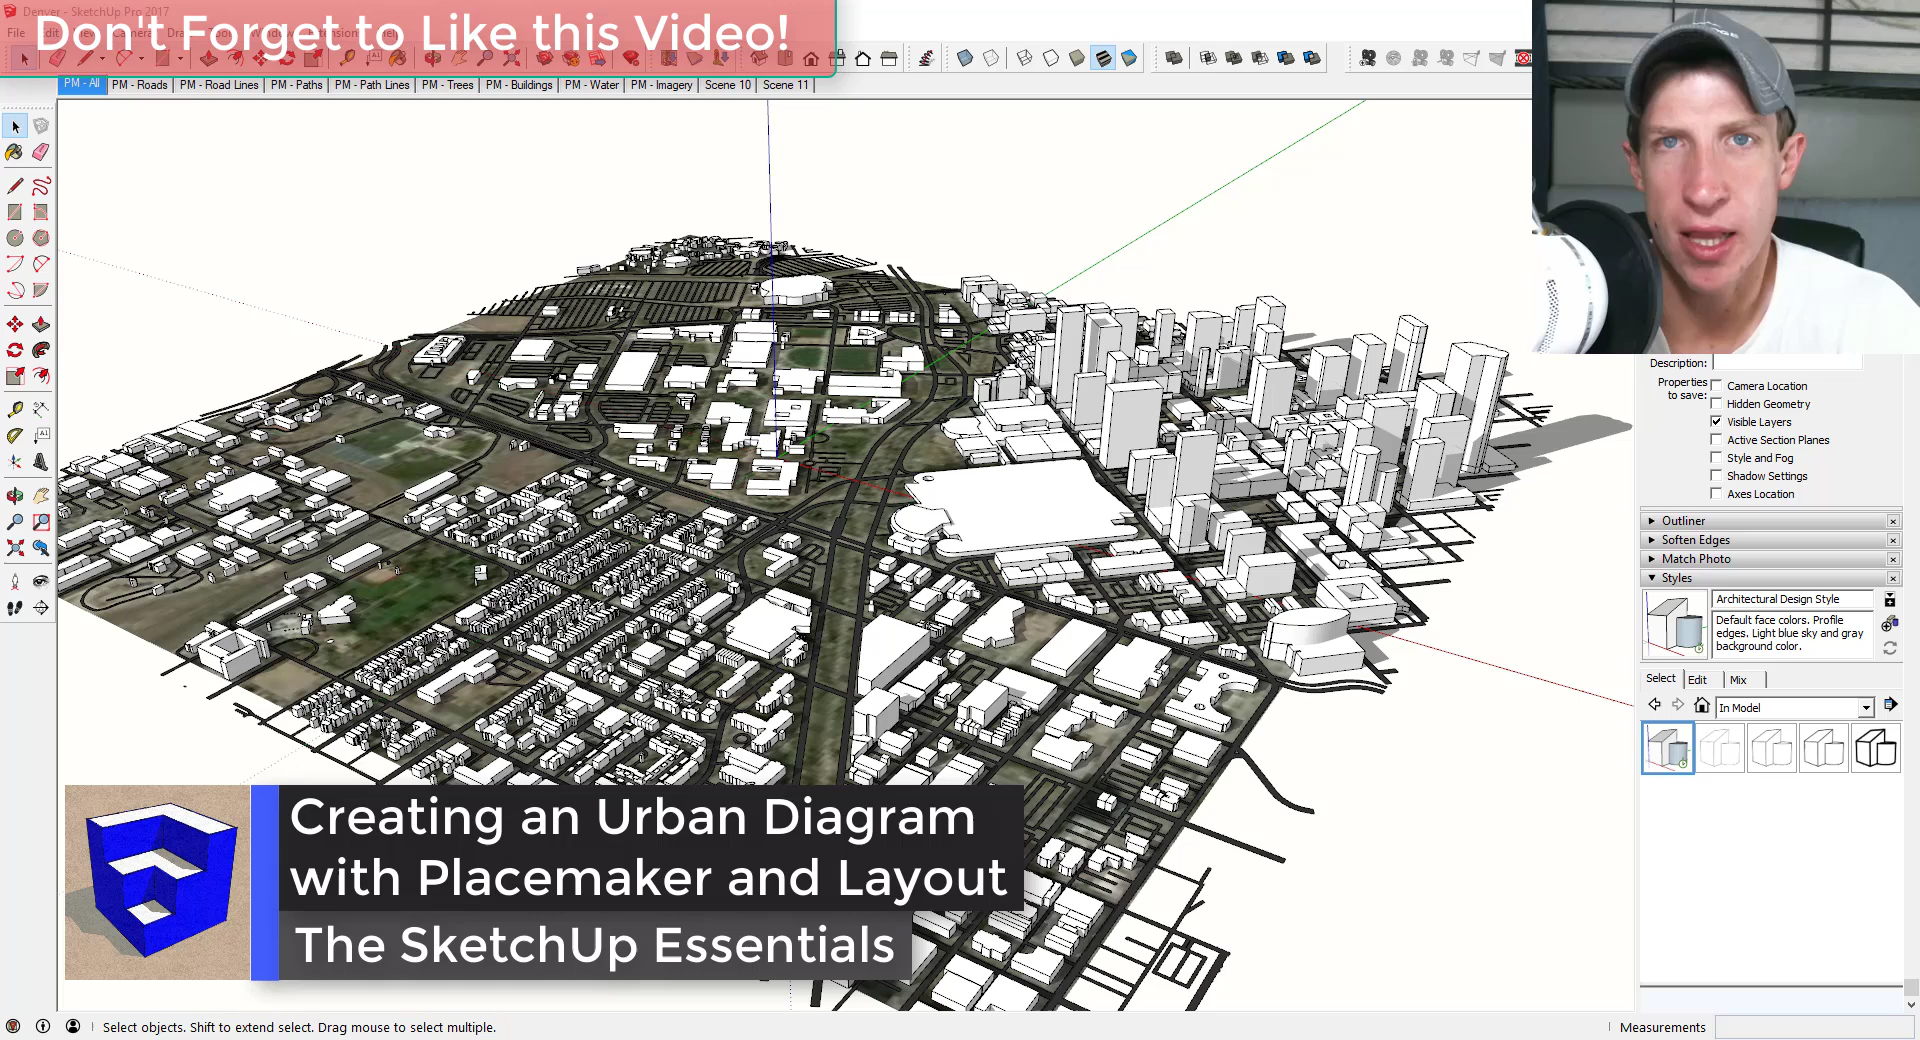 Denver - SketchUp Pro 2017
Don't Forget to Like this Video!
PM - All
PM - Roads
PM - Road Lines
PM - Paths
PM - Path Lines
PM - Trees
PM - Buildings
PM - Water
PM - Imagery
Scene 10
Scene 11
Description:
Properties
to save:
Camera Location
Hidden Geometry
Visible Layers
Active Section Planes
Style and Fog
Shadow Settings
Axes Location
Outliner
Soften Edges
Match Photo
Styles
Architectural Design Style
Default face colors. Profile
edges. Light blue sky and gray
background color.
Select
Edit
Mix
In Model
Creating an Urban Diagram
with Placemaker and Layout
The SketchUp Essentials
Select objects. Shift to extend select. Drag mouse to select multiple.
Measurements